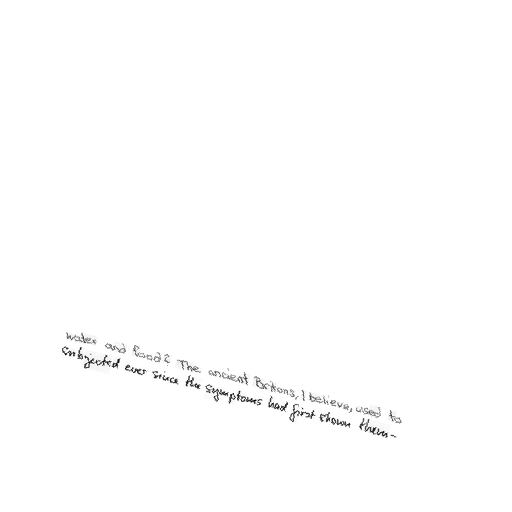 water and food? The ancient Britons, I believe, used to
subjected ever since the symptoms had first shown them-